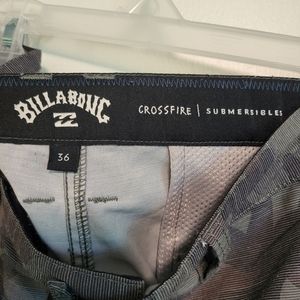 BILLABONG
CROSSFIRE | SUBMERSIBLES
36